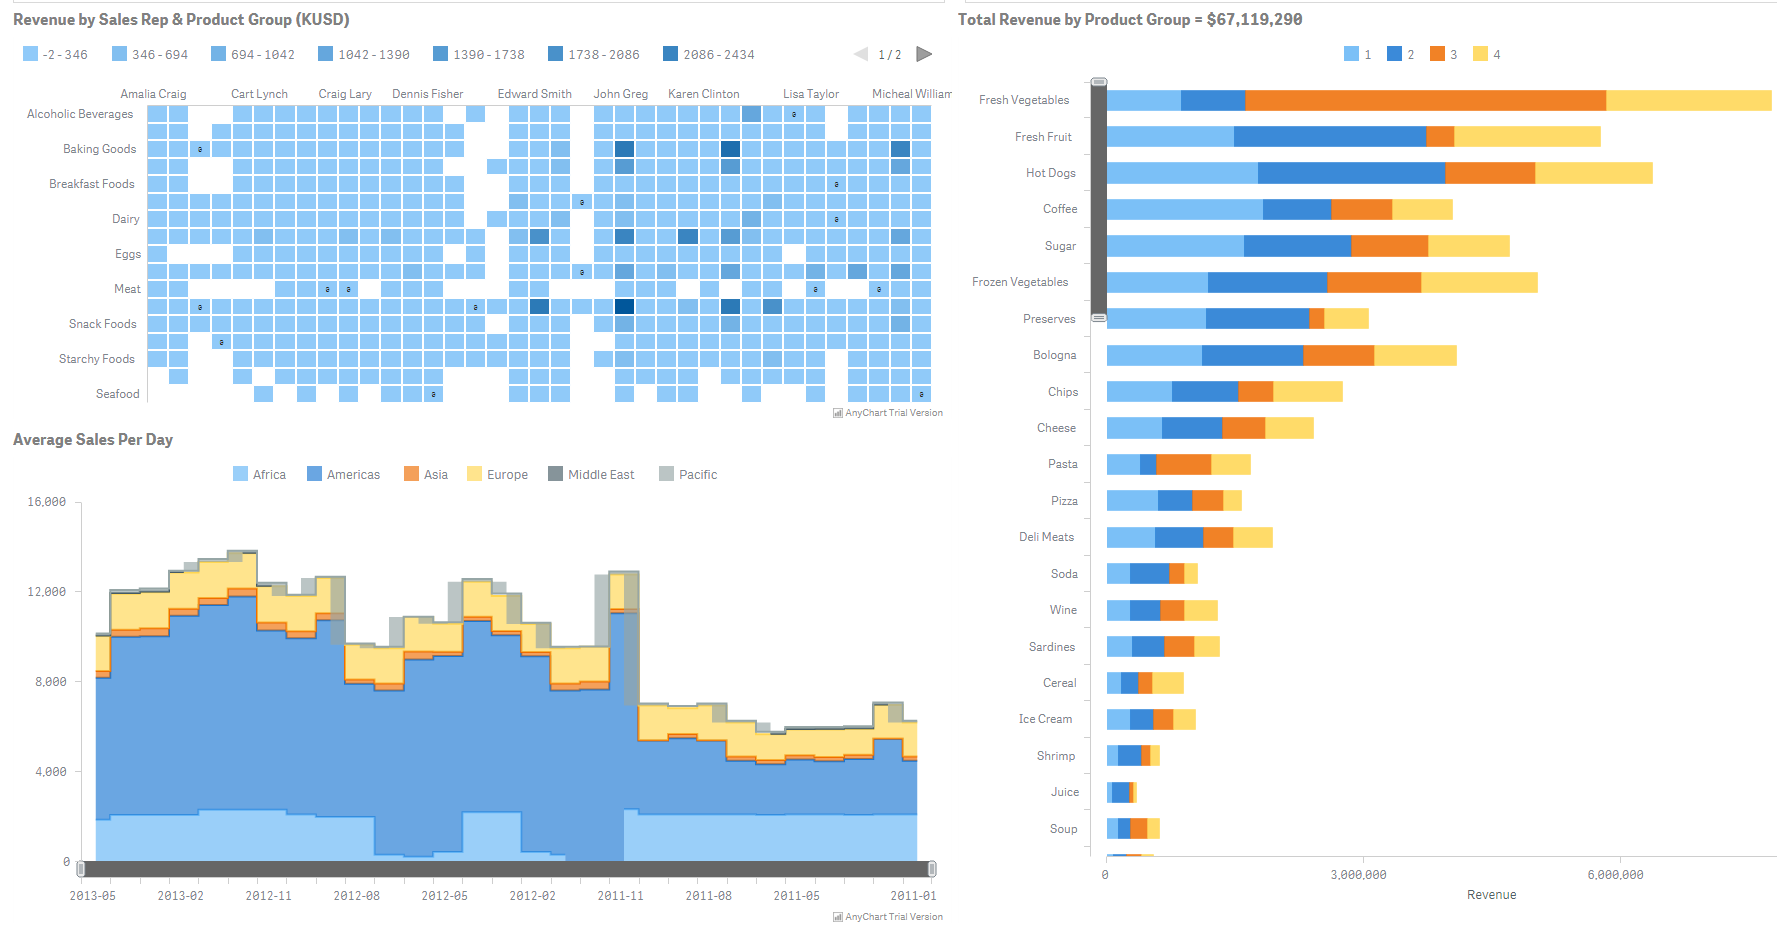 Revenue by Sales Rep & Product Group (KUSD)
-2 - 346
346 - 694
694 - 1042
1042 - 1390
1390 - 1738
1738 - 2086
2086 - 2434
1 / 2
Amalia Craig
Cart Lynch
Craig Lary
Dennis Fisher
Edward Smith
John Greg
Karen Clinton
Lisa Taylor
Micheal William
Alcoholic Beverages
Baking Goods
Breakfast Foods
Dairy
Eggs
Meat
Snack Foods
Starchy Foods
Seafood
AnyChart Trial Version
Average Sales Per Day
Africa
Americas
Asia
Europe
Middle East
Pacific
16,000
12,000
8,000
4,000
0
2013-05
2013-02
2012-11
2012-08
2012-05
2012-02
2011-11
2011-08
2011-05
2011-01
AnyChart Trial Version
Total Revenue by Product Group = $67,119,290
1
2
3
4
Fresh Vegetables
Fresh Fruit
Hot Dogs
Coffee
Sugar
Frozen Vegetables
Preserves
Bologna
Chips
Cheese
Pasta
Pizza
Deli Meats
Soda
Wine
Sardines
Cereal
Ice Cream
Shrimp
Juice
Soup
0
3,000,000
6,000,000
Revenue